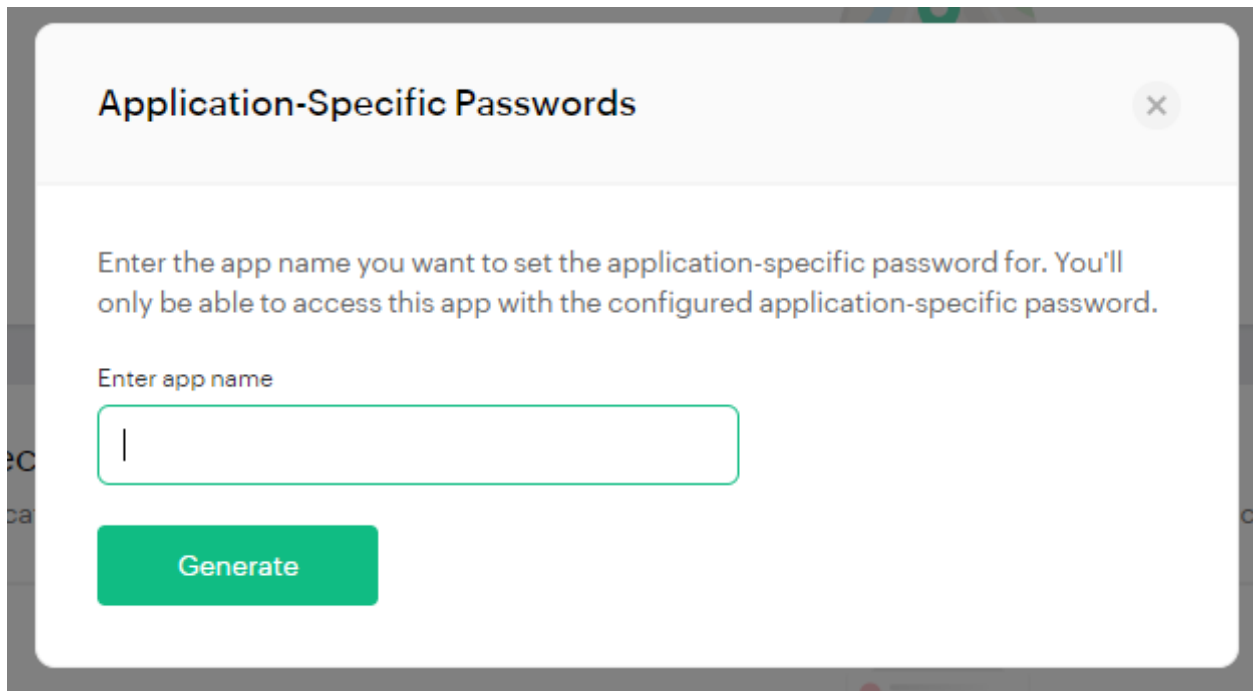 Application-Specific Passwords
Enter the app name you want to set the application-specific password for. You'll
only be able to access this app with the configured application-specific password.
Enter app name
Generate